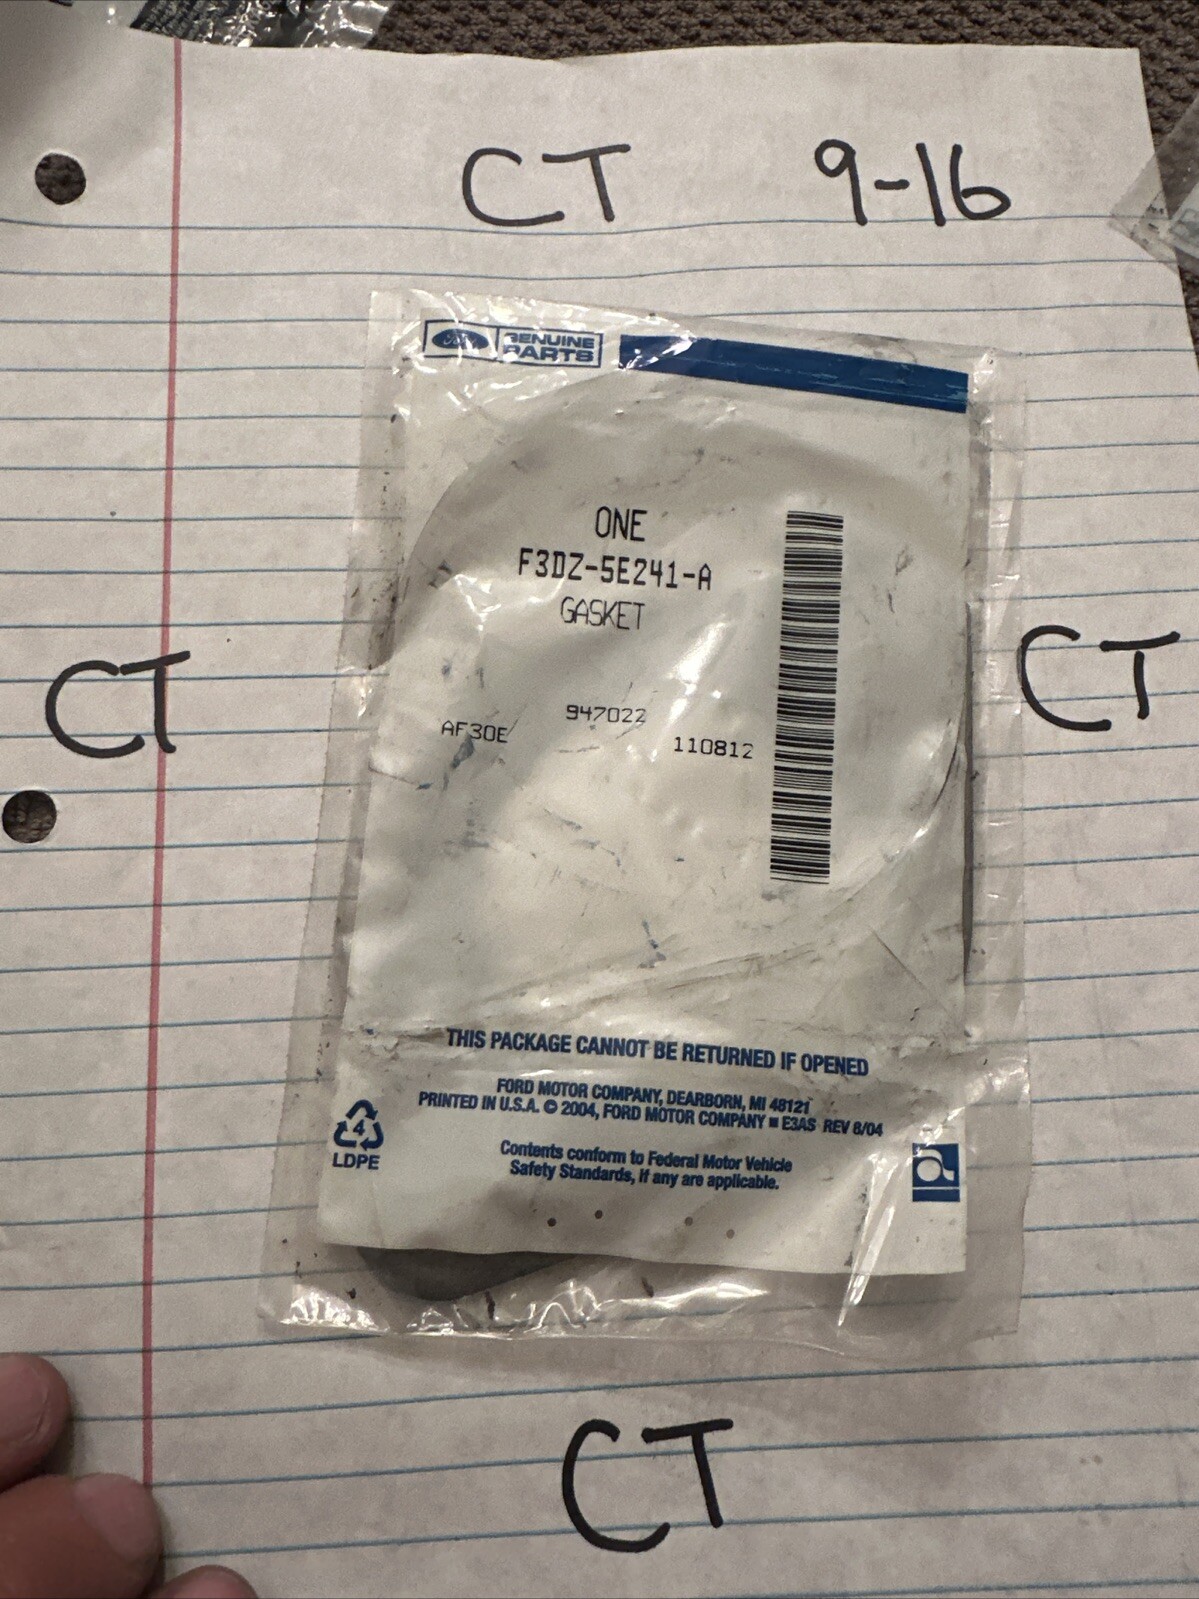 CT 9-16
Ford GENUINE PARTS
ONE
F3DZ-5E241-A
GASKET
CT
CT
AF30E 947022 110812
THIS PACKAGE CANNOT BE RETURNED IF OPENED
FORD MOTOR COMPANY, DEARBORN, MI 48121
PRINTED IN U.S.A. © 2004, FORD MOTOR COMPANY ■ E3AS REV 8/04
4
LDPE
Contents conform to Federal Motor Vehicle
Safety Standards, if any are applicable.
CT